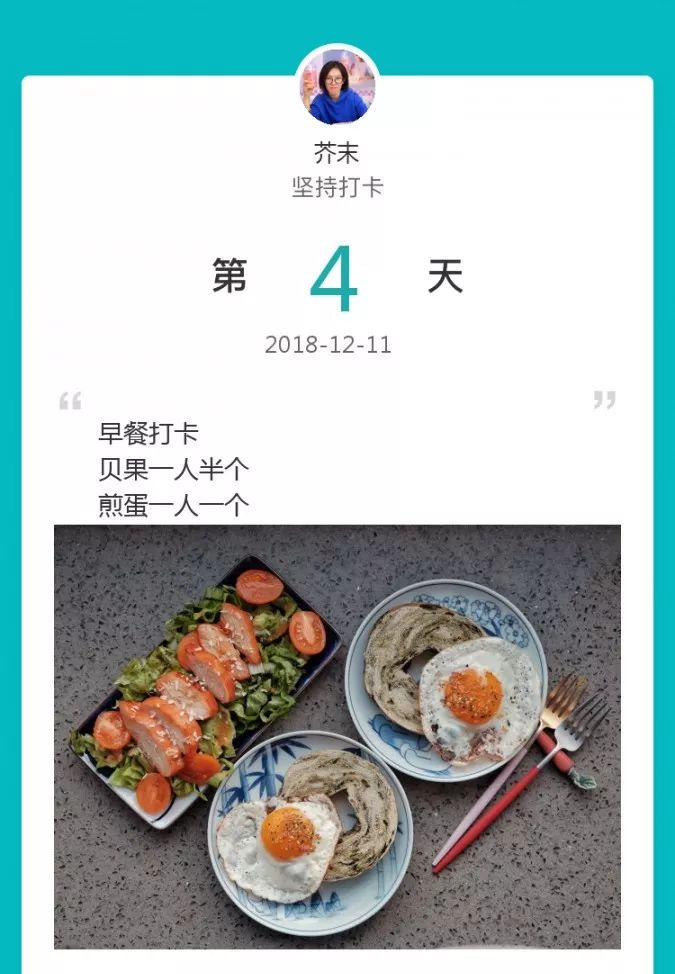 芥末
坚持打卡
第 4 天
2018-12-11
“ ”
早餐打卡
贝果一人半个
煎蛋一人一个